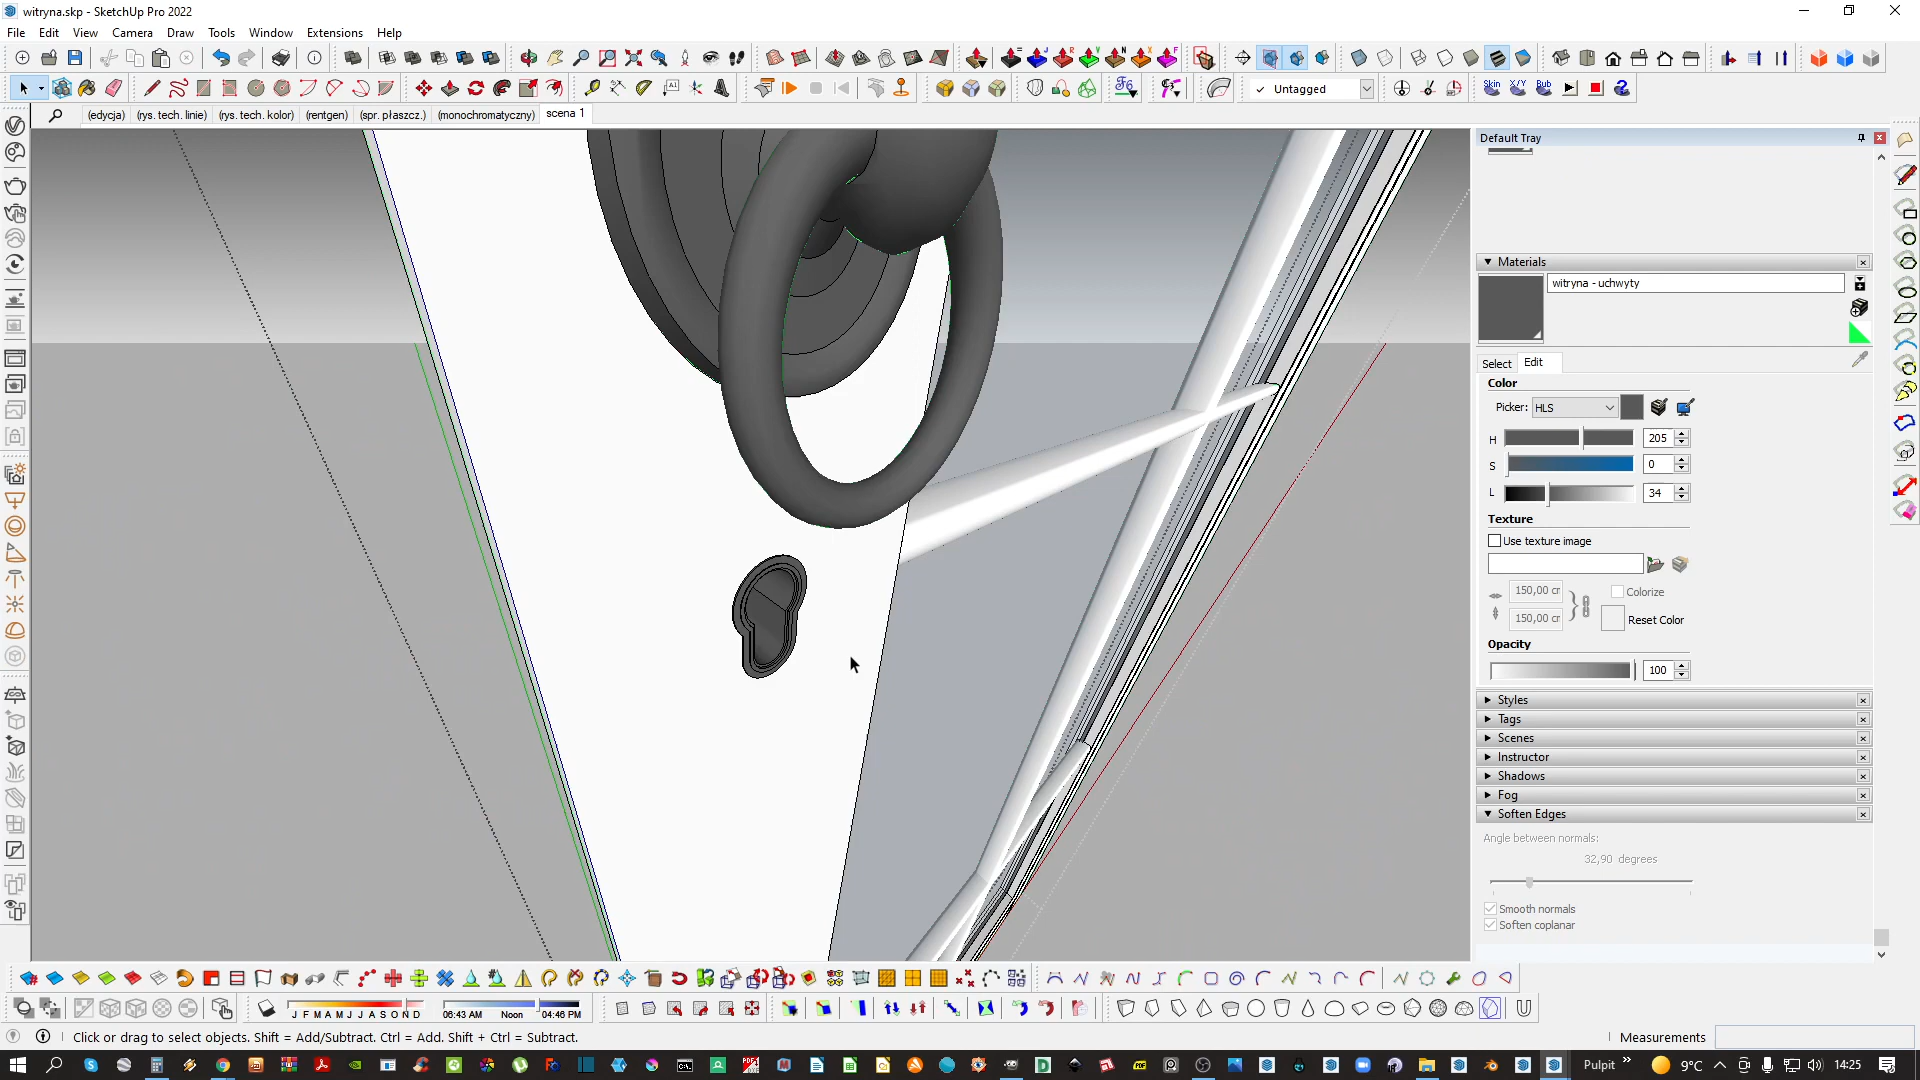 witryna.skp - SketchUp Pro 2022
File Edit View Camera Draw Tools Window Extensions Help
Untagged
Skin X/Y Bub
(edycja) (rys. tech. linie) (rys. tech. kolor) (rentgen) (spr. płaszcz.) (monochromatyczny) scena 1
Default Tray
Materials
witryna - uchwyty
Select Edit
Color
Picker: HLS
H 205
S 0
L 34
Texture
Use texture image
150,00 cr
Colorize
150,00 cr
Reset Color
Opacity
100
Styles
Tags
Scenes
Instructor
Shadows
Fog
Soften Edges
Angle between normals:
32,90 degrees
Smooth normals
Soften coplanar
J F M A M J J A S O N D
06:43 AM Noon 04:46 PM
Click or drag to select objects. Shift = Add/Subtract. Ctrl = Add. Shift + Ctrl = Subtract.
Measurements
Pulpit
9°C
14:25